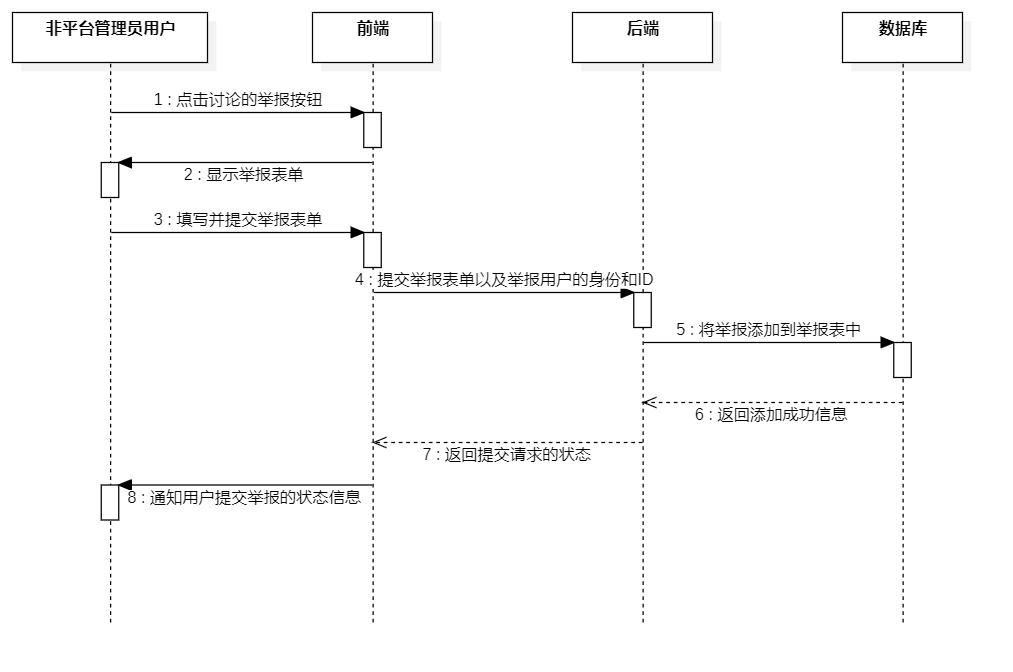 非平台管理员用户
前端
后端
数据库
1 : 点击讨论的举报按钮
2 : 显示举报表单
3 : 填写并提交举报表单
4 : 提交举报表单以及举报用户的身份和ID
5 : 将举报添加到举报表中
6 : 返回添加成功信息
7 : 返回提交请求的状态
8 : 通知用户提交举报的状态信息